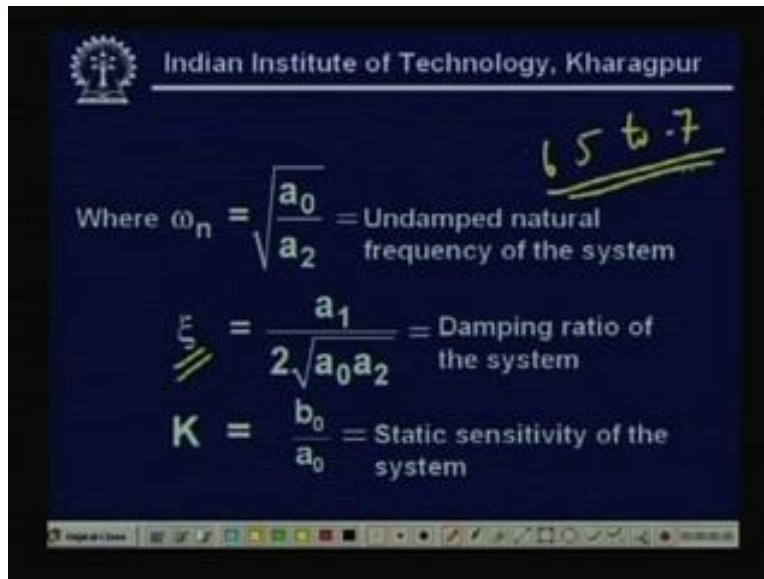 Indian Institute of Technology, Kharagpur
65 to .7
Where ωn = √(a0/a2) = Undamped natural
frequency of the system
ξ = a1/(2√(a0a2)) = Damping ratio of
the system
K = b0/a0 = Static sensitivity of the
system